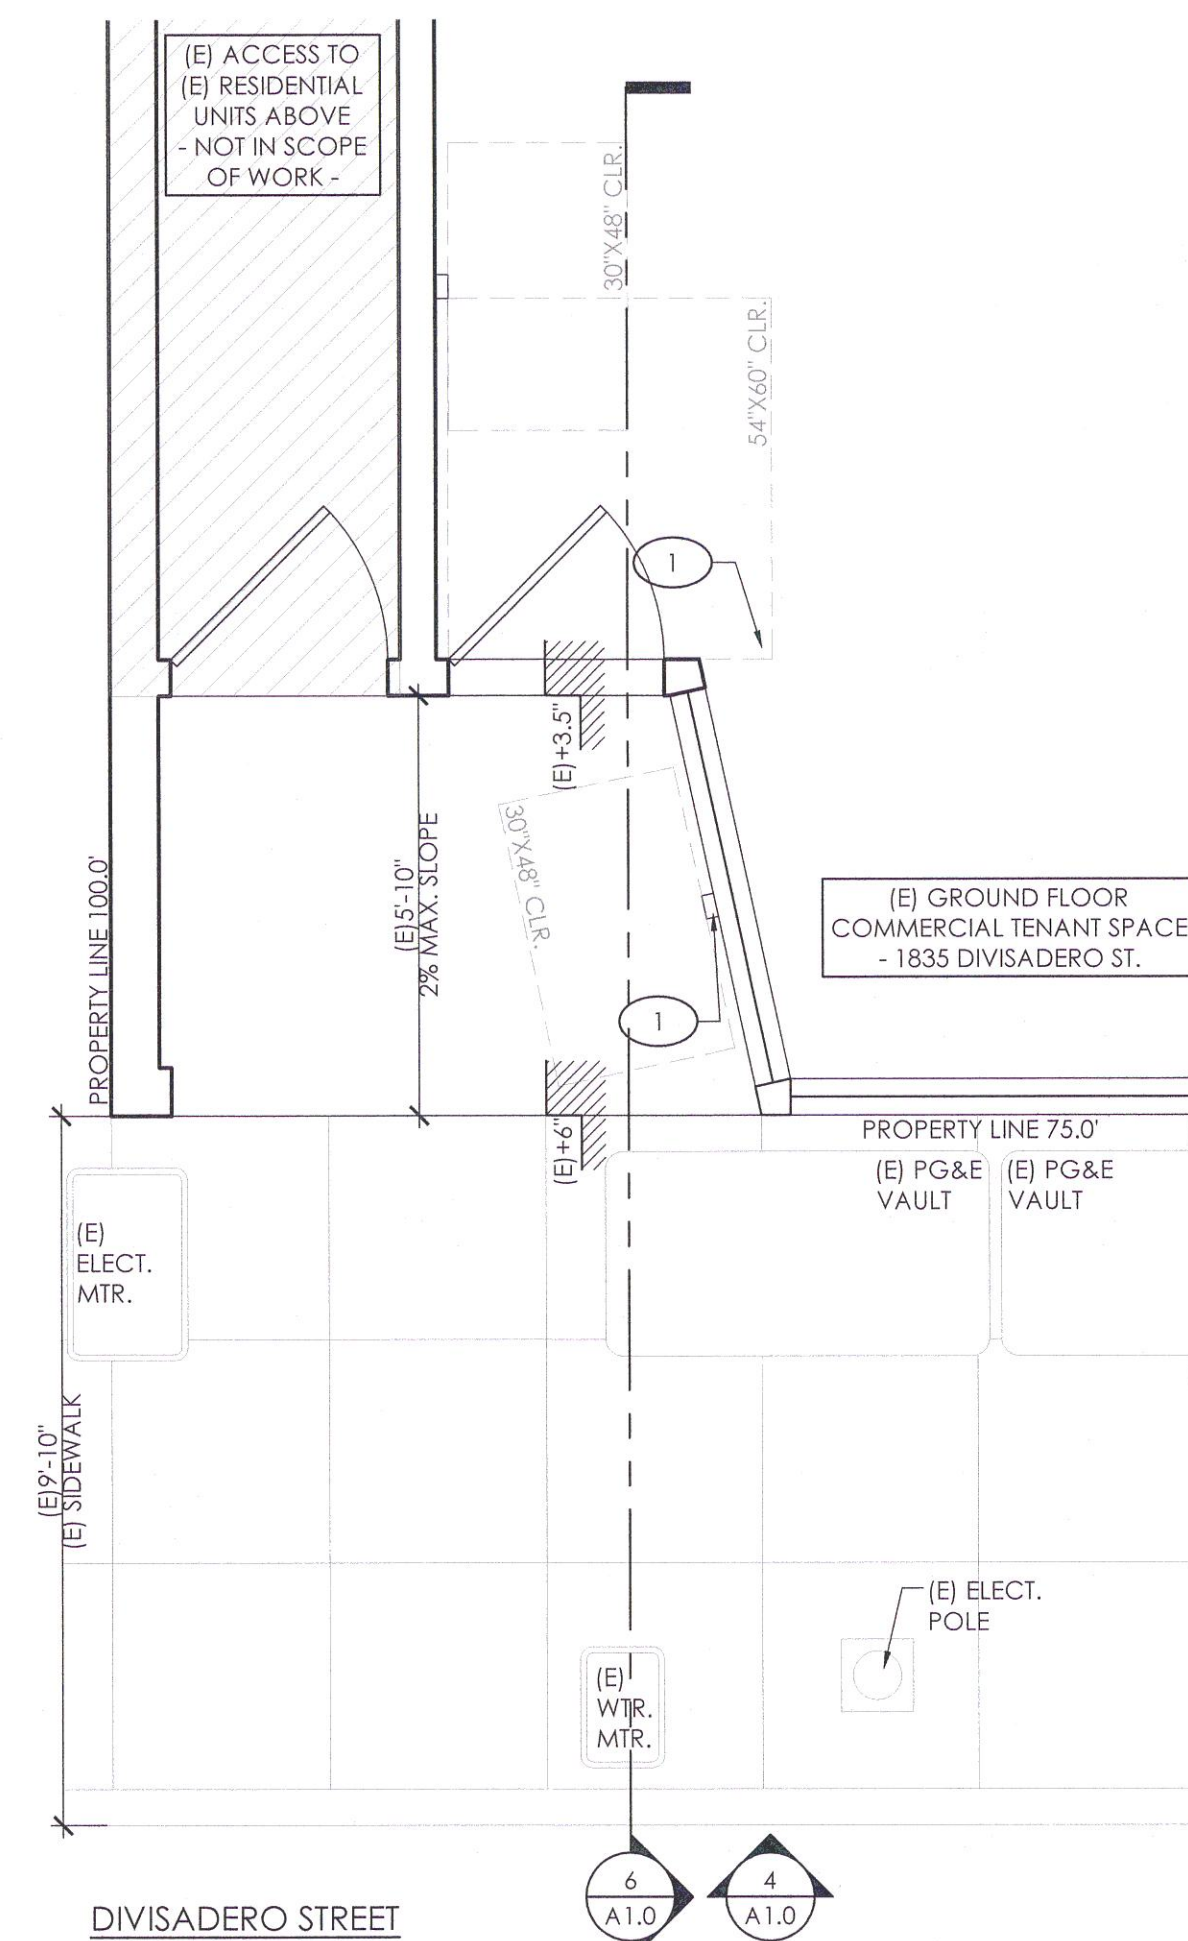 (E) ACCESS TO
(E) RESIDENTIAL
UNITS ABOVE
- NOT IN SCOPE
OF WORK -
30"X48" CLR.
54"X60" CLR.
1
(E)+3.5"
30"X48" CLR.
(E)5'-10"
2% MAX. SLOPE
PROPERTY LINE 100.0'
(E) GROUND FLOOR
COMMERCIAL TENANT SPACE
- 1835 DIVISADERO ST.
1
(E)+6"
PROPERTY LINE 75.0'
(E) PG&E
VAULT
(E) PG&E
VAULT
(E)
ELECT.
MTR.
(E)9'-10"
(E) SIDEWALK
(E) ELECT.
POLE
(E)
WTR.
MTR.
6
A1.0
4
A1.0
DIVISADERO STREET